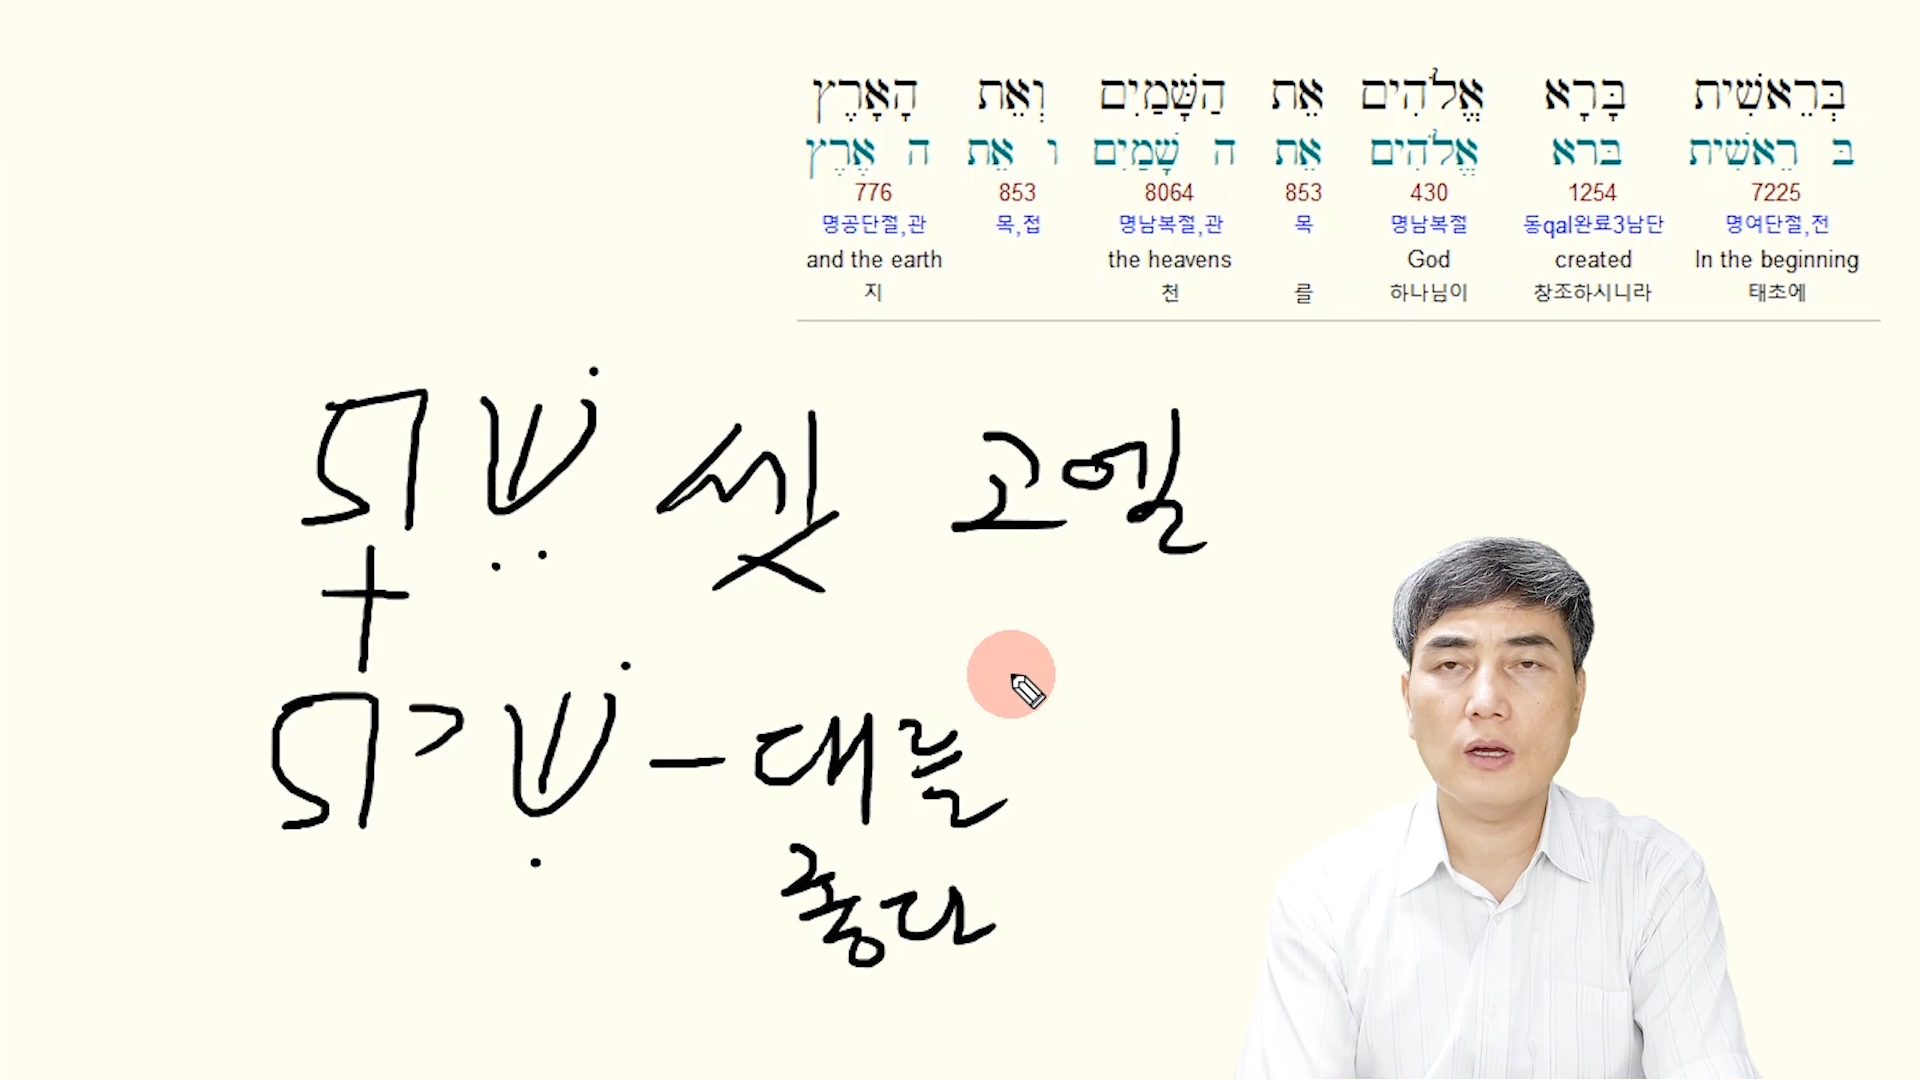 בְּרֵאשִׁית בָּרָא אֱלֹהִים אֵת הַשָּׁמַיִם וְאֵת הָאָרֶץ
ב רֵאשִׁית ברא אֱלֹהִים אֵת ה שָׁמַיִם ו אֵת ה אֶרֶץ
776 853 8064 853 430 1254 7225
명공단절,관 목,접 명남복절,관 목 명남복절 동qal완료3남단 명여단절,전
and the earth the heavens God created In the beginning
지 천 를 하나님이 창조하시니라 태초에
שֵׁת 씻 고엘
+
שִׁית - 대를
좋다